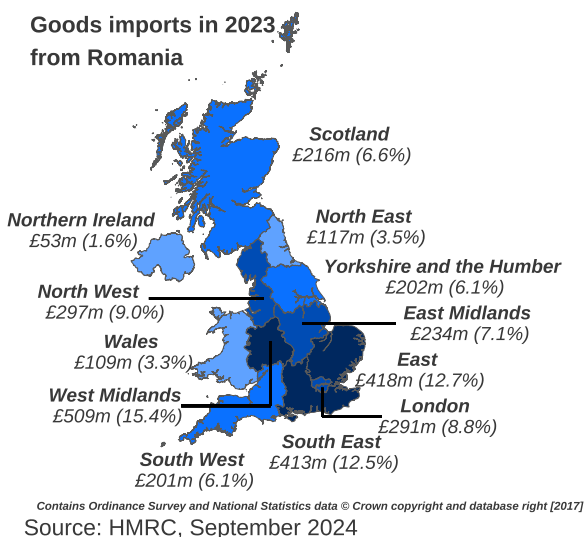 Goods imports in 2023
from Romania
Scotland
£216m (6.6%)
Northern Ireland
£53m (1.6%)
North East
£117m (3.5%)
Yorkshire and the Humber
£202m (6.1%)
North West
£297m (9.0%)
East Midlands
£234m (7.1%)
Wales
£109m (3.3%)
East
£418m (12.7%)
West Midlands
£509m (15.4%)
London
£291m (8.8%)
South East
£413m (12.5%)
South West
£201m (6.1%)
Contains Ordinance Survey and National Statistics data © Crown copyright and database right [2017]
Source: HMRC, September 2024